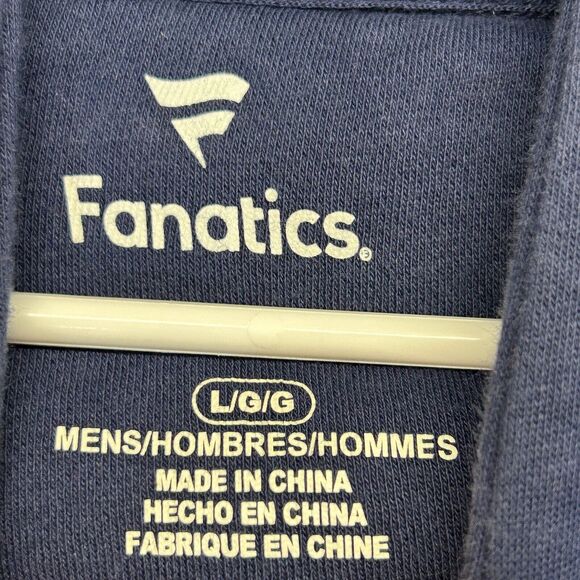 Fanatics®
L/G/G
MENS/HOMBRES/HOMMES
MADE IN CHINA
HECHO EN CHINA
FABRIQUE EN CHINE